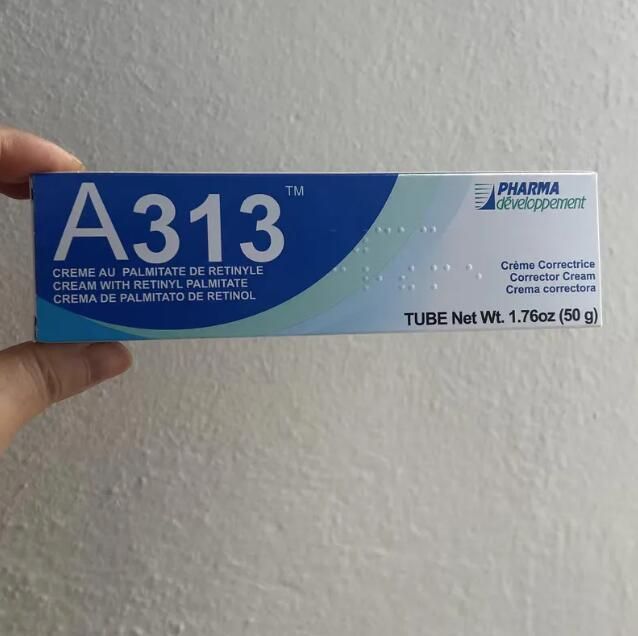 A313™
CREME AU PALMITATE DE RETINYLE
CREAM WITH RETINYL PALMITATE
CREMA DE PALMITATO DE RETINOL
PHARMA
développement
Crème Correctrice
Corrector Cream
Crema correctora
TUBE Net Wt. 1.76oz (50 g)